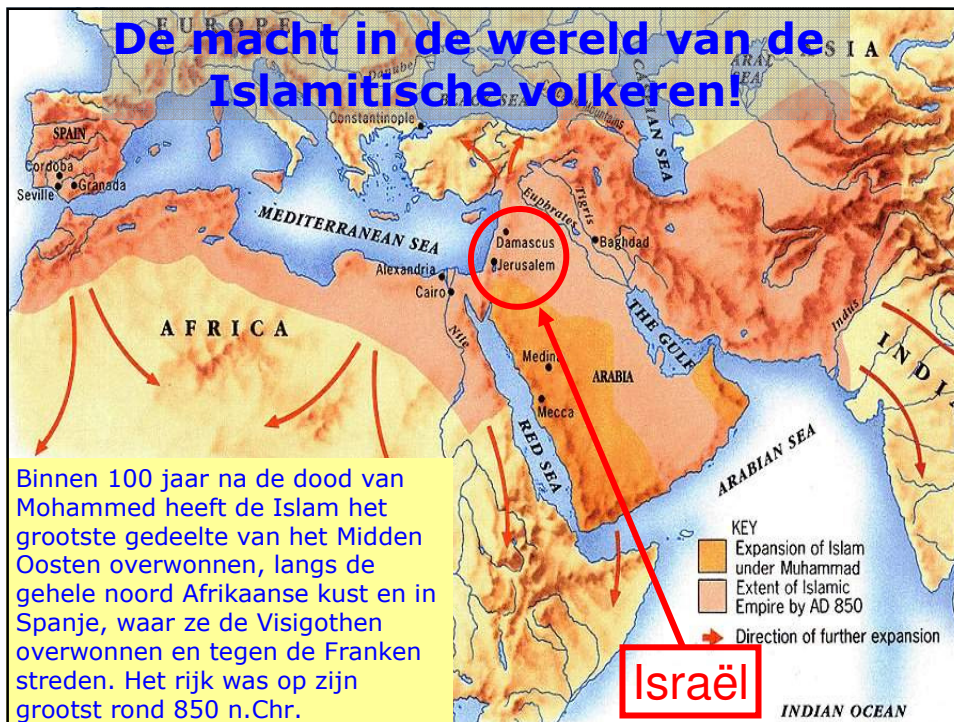 De macht in de wereld van de
Islamitische volkeren!
EUROPE
ASIA
ARAL
SEA
Danube
CASPIAN SEA
BLACK SEA
Mountains
Constantinople
SPAIN
Cordoba
Seville
Granada
MEDITERRANEAN SEA
Euphrates
Tigris
Damascus
Baghdad
Jerusalem
Alexandria
Cairo
AFRICA
Nile
THE GULF
Indus
INDIA
Medina
ARABIA
Mecca
RED SEA
ARABIAN SEA
Binnen 100 jaar na de dood van
Mohammed heeft de Islam het
grootste gedeelte van het Midden
Oosten overwonnen, langs de
gehele noord Afrikaanse kust en in
Spanje, waar ze de Visigothen
overwonnen en tegen de Franken
streden. Het rijk was op zijn
grootst rond 850 n.Chr.
KEY
Expansion of Islam
under Muhammad
Extent of Islamic
Empire by AD 850
Direction of further expansion
Israël
INDIAN OCEAN